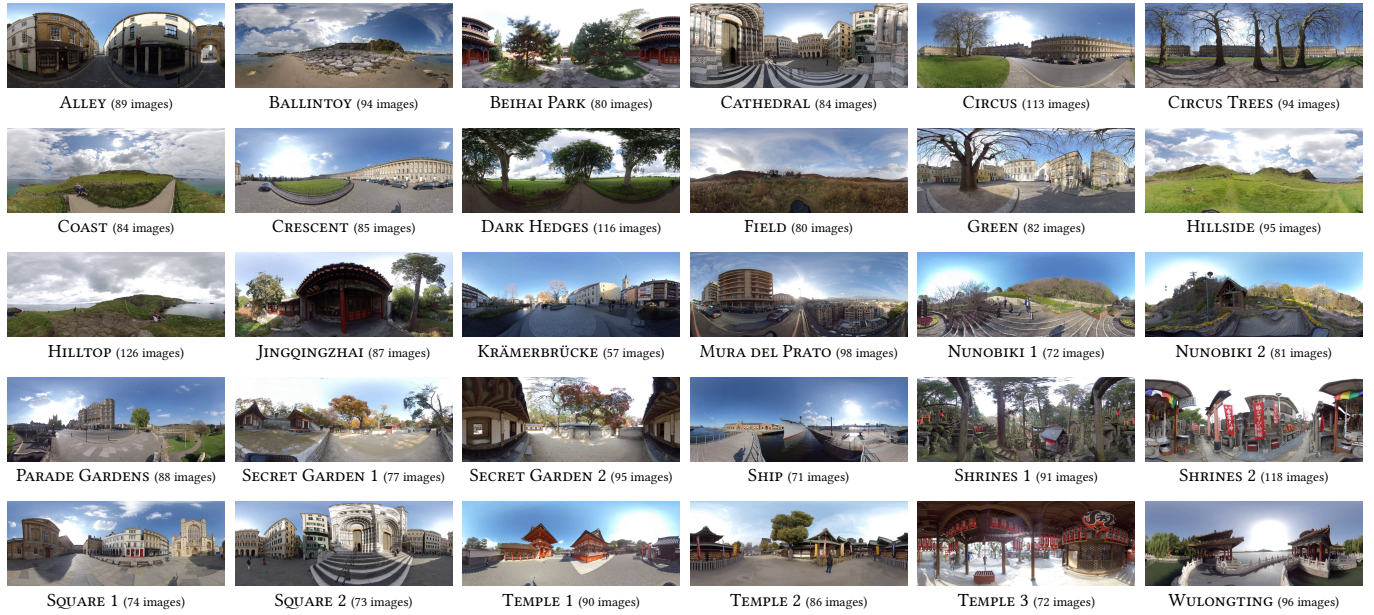 ALLEY (89 images) BALLINTOY (94 images) BEIHAI PARK (80 images) CATHEDRAL (84 images) CIRCUS (113 images) CIRCUS TREES (94 images)
COAST (84 images) CRESCENT (85 images) DARK HEDGES (116 images) FIELD (80 images) GREEN (82 images) HILLSIDE (95 images)
HILLTOP (126 images) JINGQINGZHAI (87 images) KRÄMERBRÜCKE (57 images) MURA DEL PRATO (98 images) NUNOBIKI 1 (72 images) NUNOBIKI 2 (81 images)
PARADE GARDENS (88 images) SECRET GARDEN 1 (77 images) SECRET GARDEN 2 (95 images) SHIP (71 images) SHRINES 1 (91 images) SHRINES 2 (118 images)
SQUARE 1 (74 images) SQUARE 2 (73 images) TEMPLE 1 (90 images) TEMPLE 2 (86 images) TEMPLE 3 (72 images) WULONGTING (96 images)